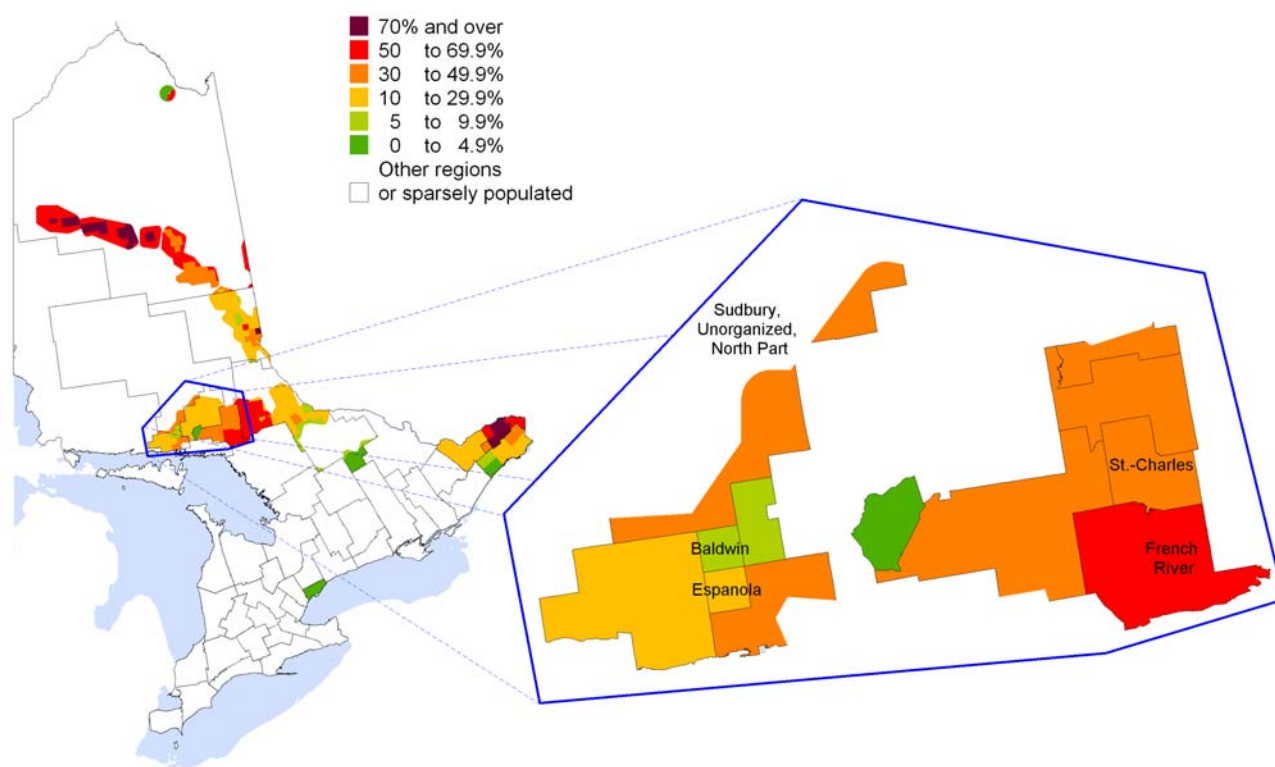 70% and over
50 to 69.9%
30 to 49.9%
10 to 29.9%
5 to 9.9%
0 to 4.9%
Other regions
or sparsely populated
Sudbury,
Unorganized,
North Part
St.-Charles
Baldwin
French
River
Espanola